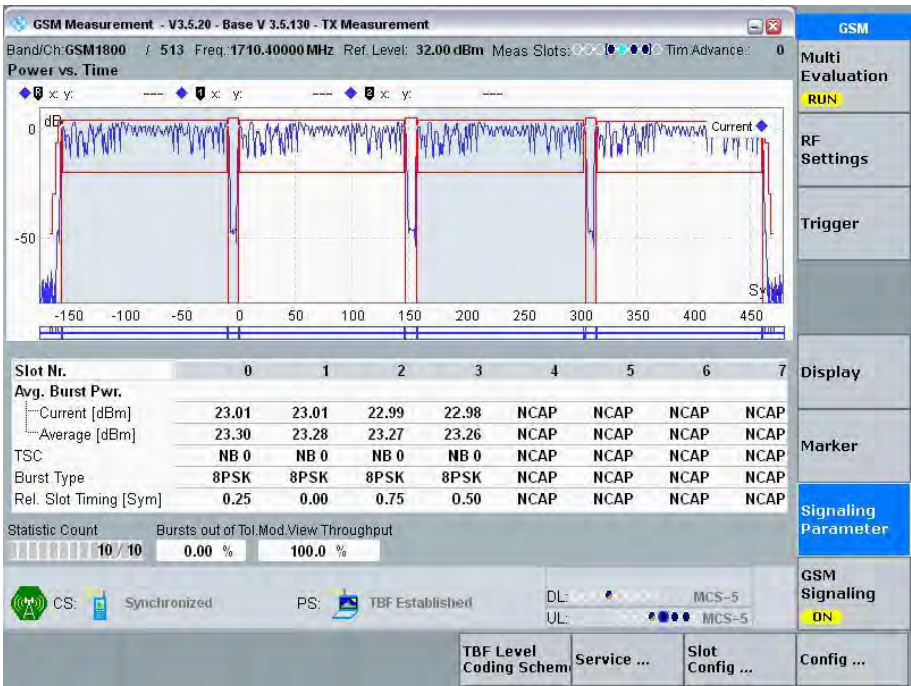 GSM Measurement - V3.5.20 - Base V 3.5.130 - TX Measurement
GSM
Band/Ch:GSM1800 / 513 Freq.:1710.40000 MHz Ref. Level: 32.00 dBm Meas Slots: Tim.Advance.: 0
Power vs. Time
Multi Evaluation
RUN
R x: y: --- 1 x: y: --- 2 x: y: ---
dB
Current
0
-50
-150 -100 -50 0 50 100 150 200 250 300 350 400 450
RF Settings
Trigger
Slot Nr. 0 1 2 3 4 5 6 7
Avg. Burst Pwr.
Current [dBm] 23.01 23.01 22.99 22.98 NCAP NCAP NCAP NCAP
Average [dBm] 23.30 23.28 23.27 23.26 NCAP NCAP NCAP NCAP
TSC NB 0 NB 0 NB 0 NB 0 NCAP NCAP NCAP NCAP
Burst Type 8PSK 8PSK 8PSK 8PSK NCAP NCAP NCAP NCAP
Rel. Slot Timing [Sym] 0.25 0.00 0.75 0.50 NCAP NCAP NCAP NCAP
Display
Marker
Signaling Parameter
Statistic Count Bursts out of Tol. Mod.View Throughput
10 / 10 0.00 % 100.0 %
CS: Synchronized PS: TBF Established
DL: MCS-5
UL: MCS-5
GSM Signaling
ON
TBF Level Coding Schem
Service ...
Slot Config ...
Config ...